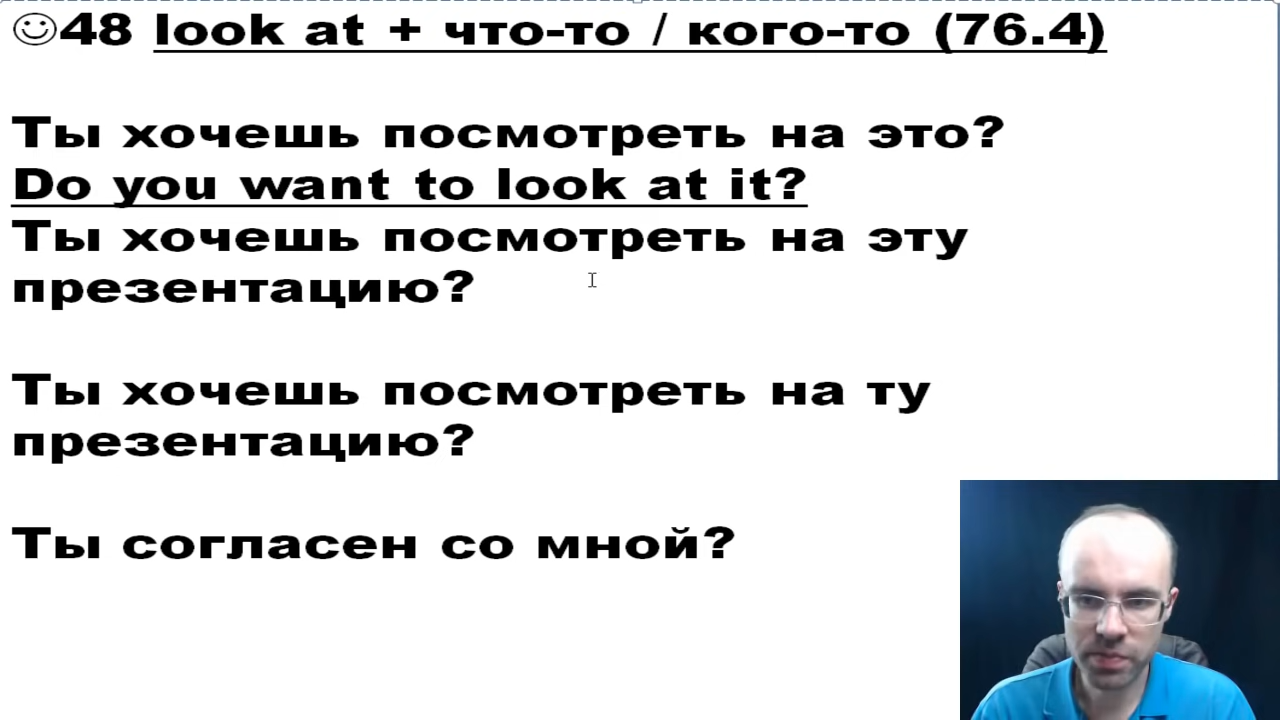 ☺48 look at + что-то / кого-то (76.4)
Ты хочешь посмотреть на это?
Do you want to look at it?
Ты хочешь посмотреть на эту
презентацию?
Ты хочешь посмотреть на ту
презентацию?
Ты согласен со мной?